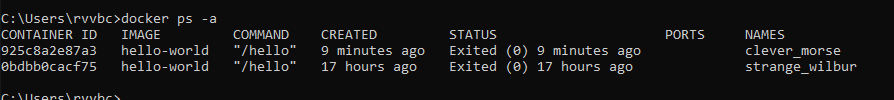 C:\Users\rvvbc>docker ps -a
CONTAINER ID   IMAGE         COMMAND    CREATED         STATUS                     PORTS     NAMES
925c8a2e87a3   hello-world   "/hello"   9 minutes ago   Exited (0) 9 minutes ago             clever_morse
0bdbb0cacf75   hello-world   "/hello"   17 hours ago    Exited (0) 17 hours ago              strange_wilbur
C:\Users\rvvbc>